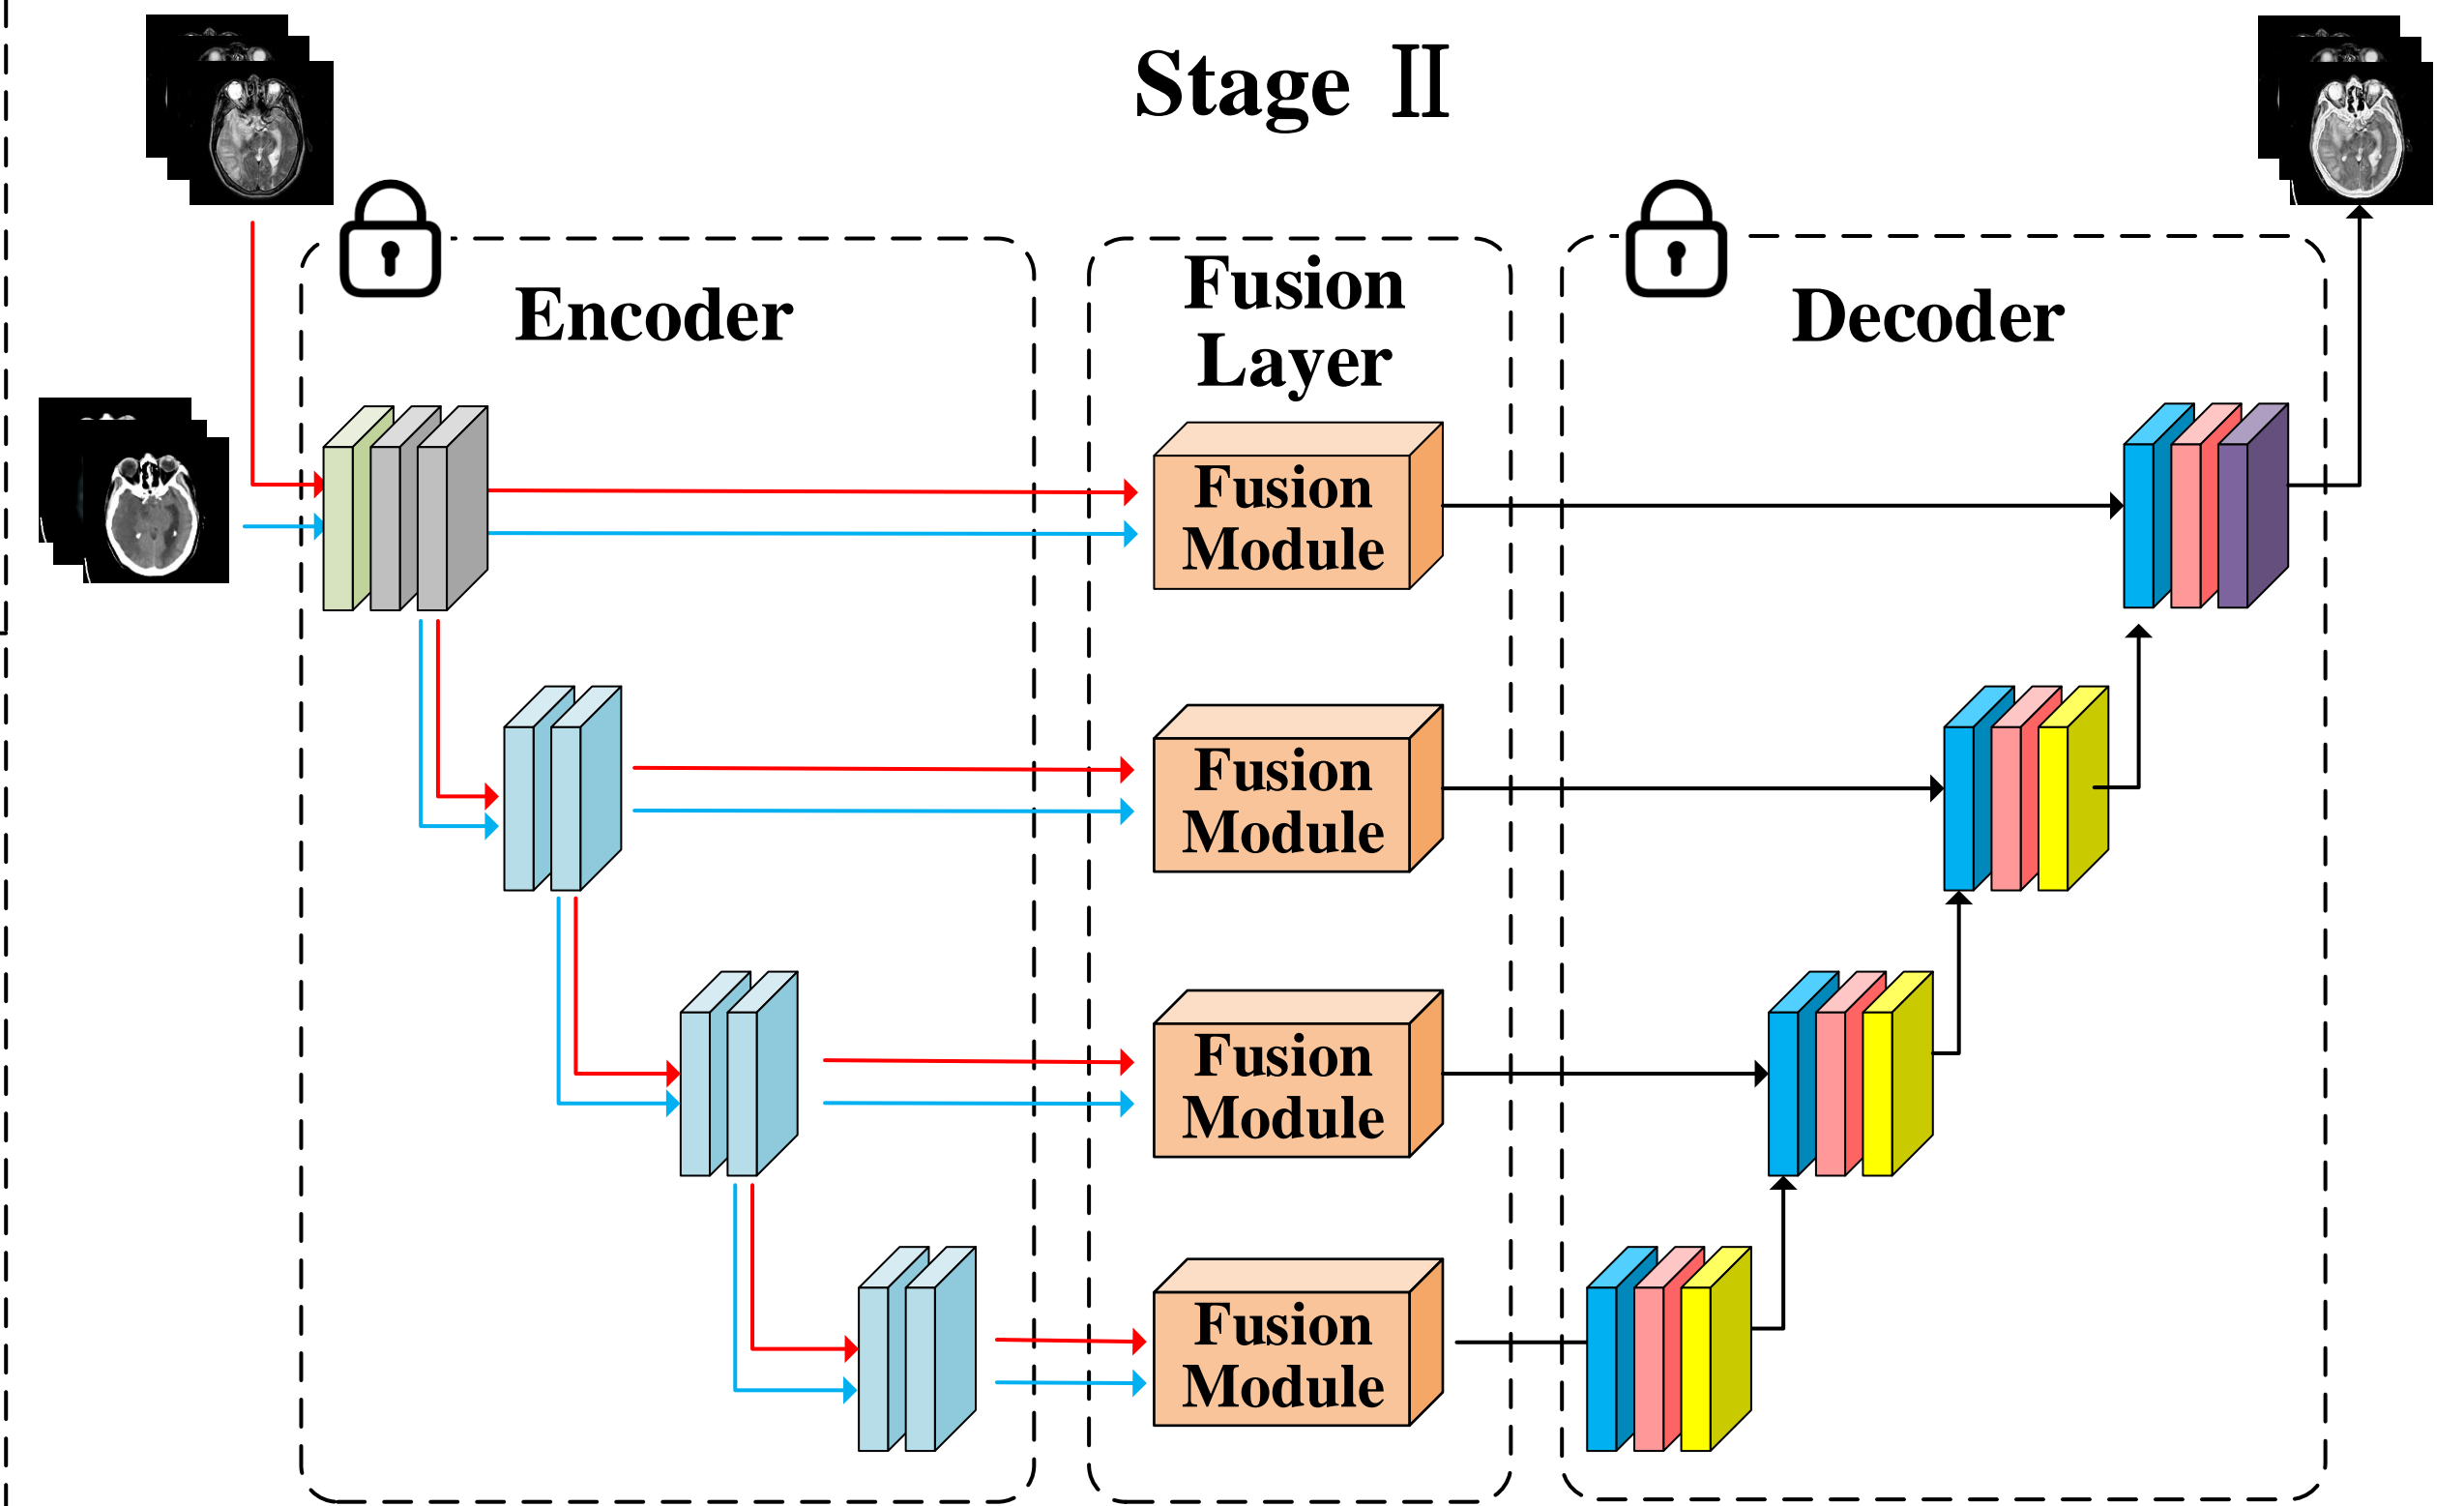 Stage Ⅱ
Encoder
Fusion
Layer
Decoder
Fusion
Module
Fusion
Module
Fusion
Module
Fusion
Module